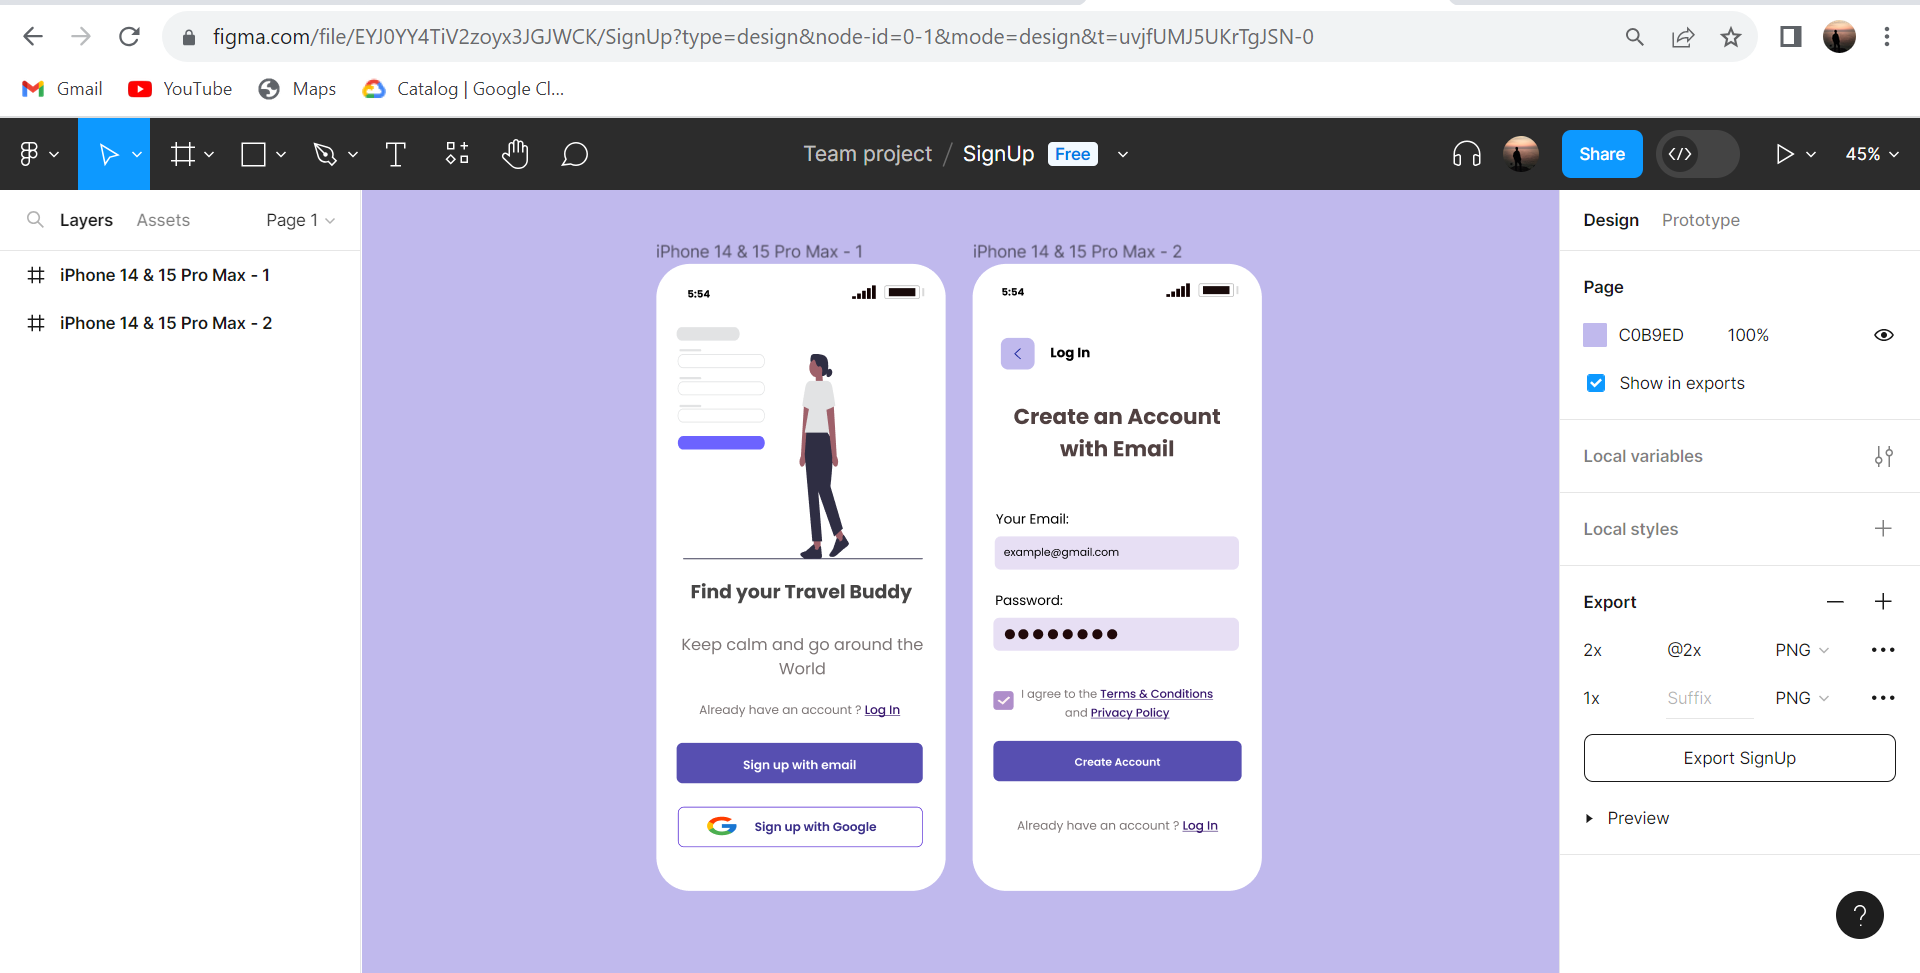 figma.com/file/EYJ0YY4TiV2zoyx3JGJWCK/SignUp?type=design&node-id=0-1&mode=design&t=uvjfUMJ5UKrTgJSN-0
Gmail YouTube Maps Catalog | Google Cl...
Team project / SignUp Free
Share
45%
Layers Assets Page 1
iPhone 14 & 15 Pro Max - 1
iPhone 14 & 15 Pro Max - 2
iPhone 14 & 15 Pro Max - 1
5:54
Find your Travel Buddy
Keep calm and go around the
World
Already have an account ? Log In
Sign up with email
Sign up with Google
iPhone 14 & 15 Pro Max - 2
5:54
Log In
Create an Account
with Email
Your Email:
example@gmail.com
Password:
I agree to the Terms & Conditions
and Privacy Policy
Create Account
Already have an account ? Log In
Design Prototype
Page
C0B9ED 100%
Show in exports
Local variables
Local styles
Export
2x @2x PNG
1x Suffix PNG
Export SignUp
Preview
?